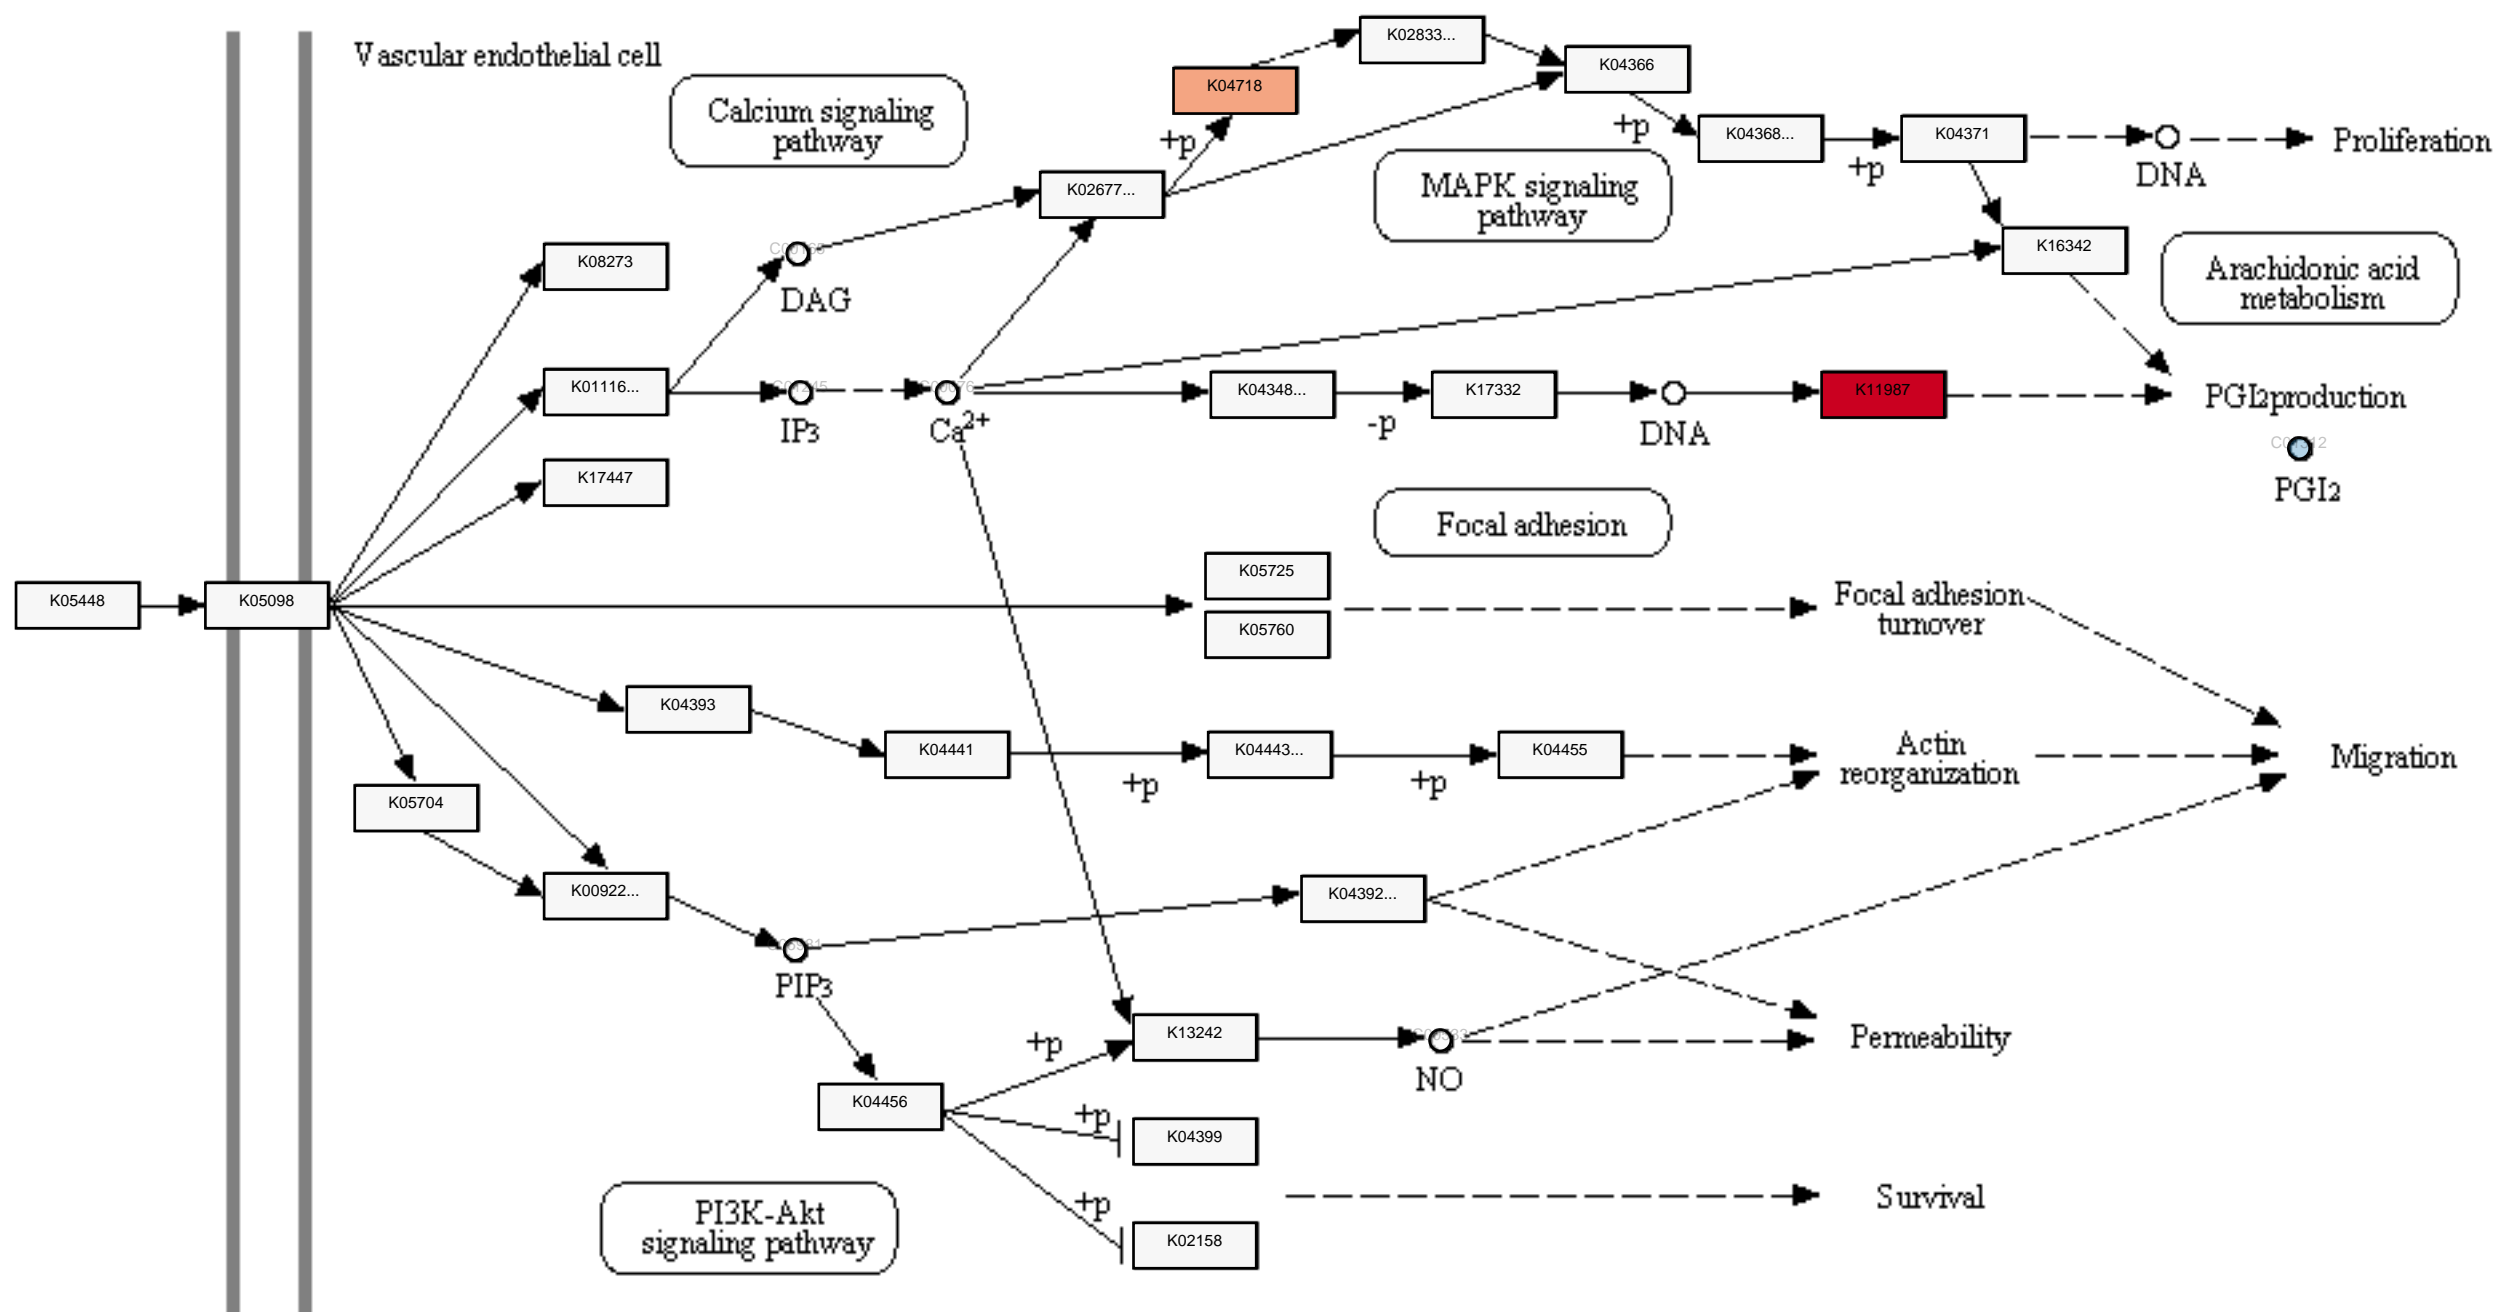 Vascular endothelial cell
K02833...
K04366
K04718
Calcium signaling
pathway
+p
+p
K04368...
+p
K04371
DNA
Proliferation
K02677...
MAPK signaling
pathway
K08273
DAG
K16342
Arachidonic acid
metabolism
K01116...
IP3
Ca2+
K04348...
-p
K17332
DNA
K11987
PGI2production
PGI2
K17447
Focal adhesion
K05448
K05098
K05725
K05760
Focal adhesion
turnover
K04393
K04441
+p
K04443...
+p
K04455
Actin
reorganization
Migration
K05704
K00922...
K04392...
PIP3
+p
K13242
NO
Permeability
K04456
+p
K04399
+p
K02158
Survival
PI3K-Akt
signaling pathway